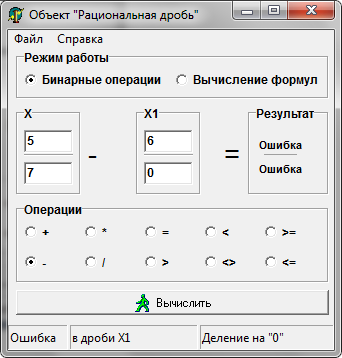 Объект "Рациональная дробь"
Файл Справка
Режим работы
Бинарные операции Вычисление формул
X X1 Результат
5 6 Ошибка
- =
7 0 Ошибка
Операции
+ * = < >=
- / > <> <=
Вычислить
Ошибка в дроби X1 Деление на "0"